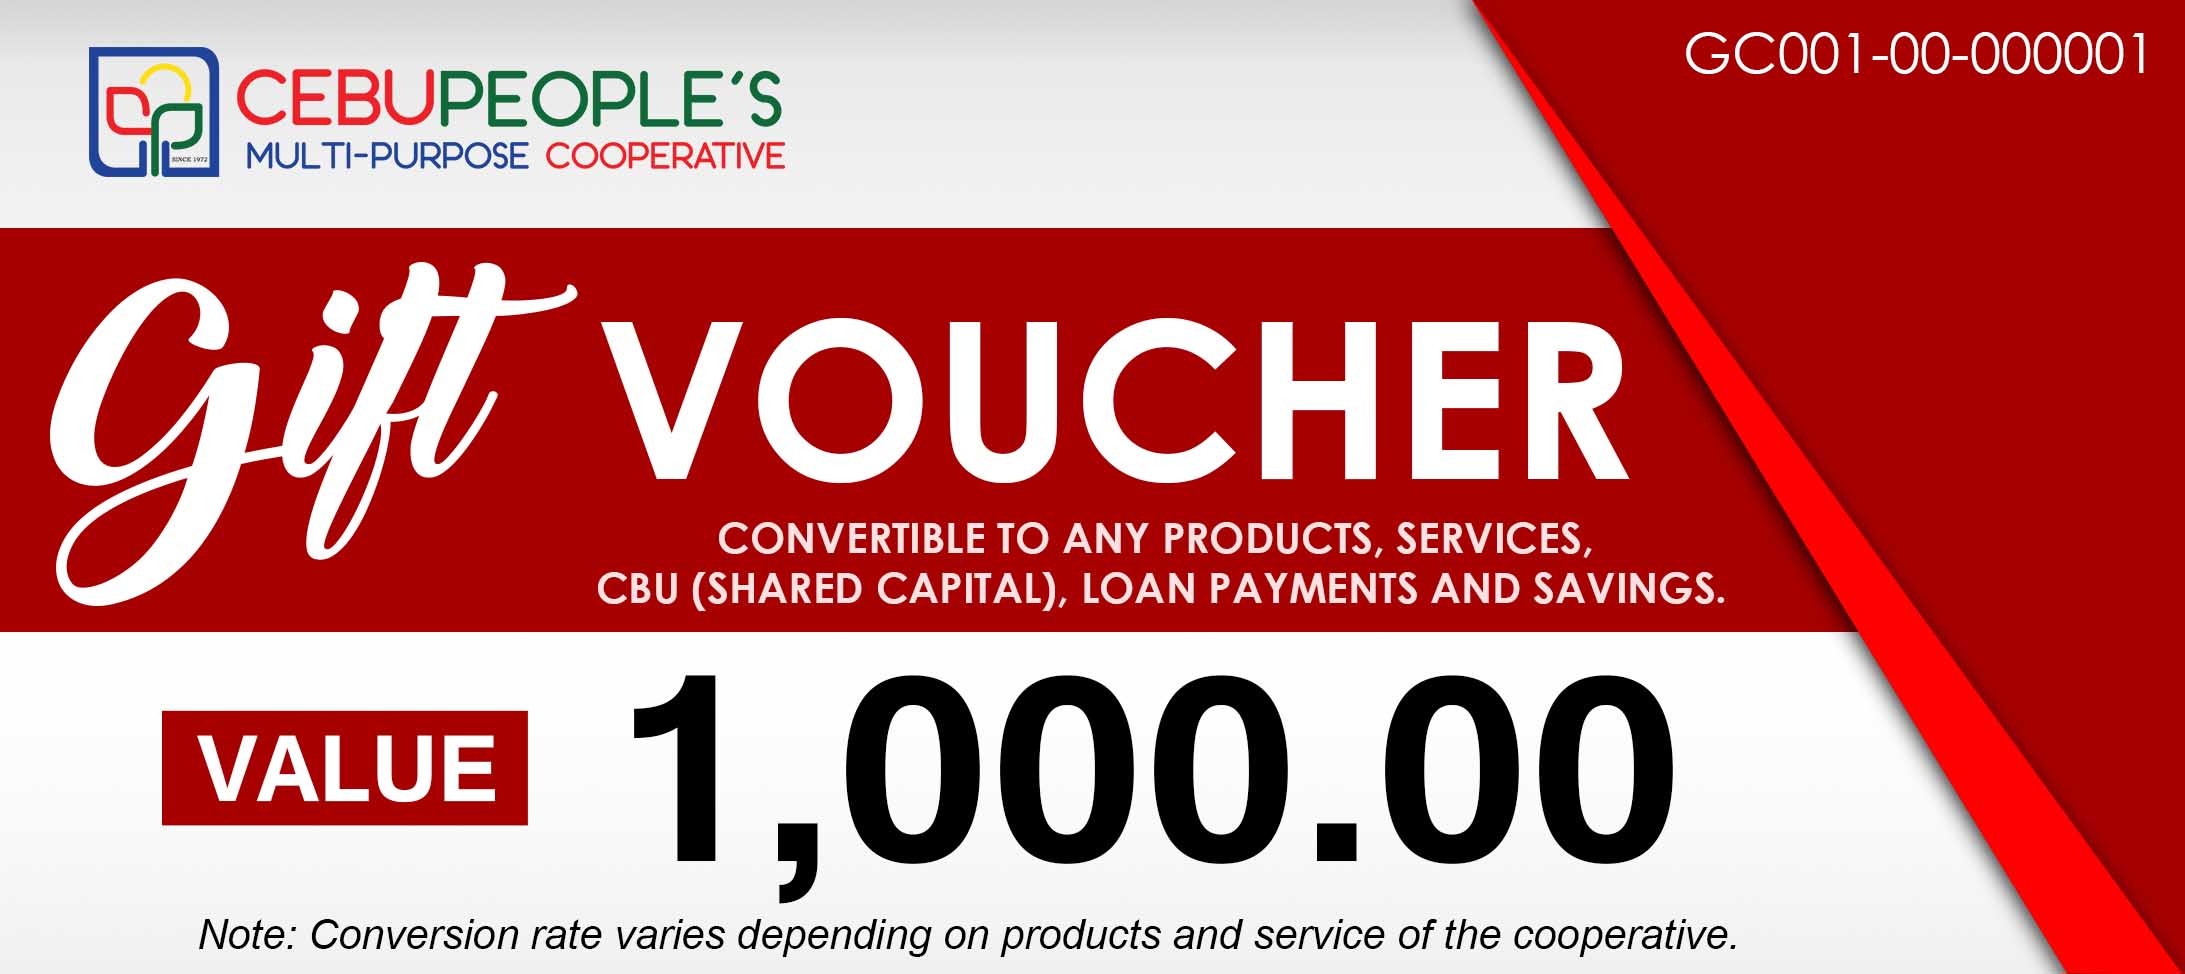 CEBUPEOPLE'S
MULTI-PURPOSE COOPERATIVE
SINCE 1972
GC001-00-000001
Gift VOUCHER
CONVERTIBLE TO ANY PRODUCTS, SERVICES,
CBU (SHARED CAPITAL), LOAN PAYMENTS AND SAVINGS.
VALUE 1,000.00
Note: Conversion rate varies depending on products and service of the cooperative.